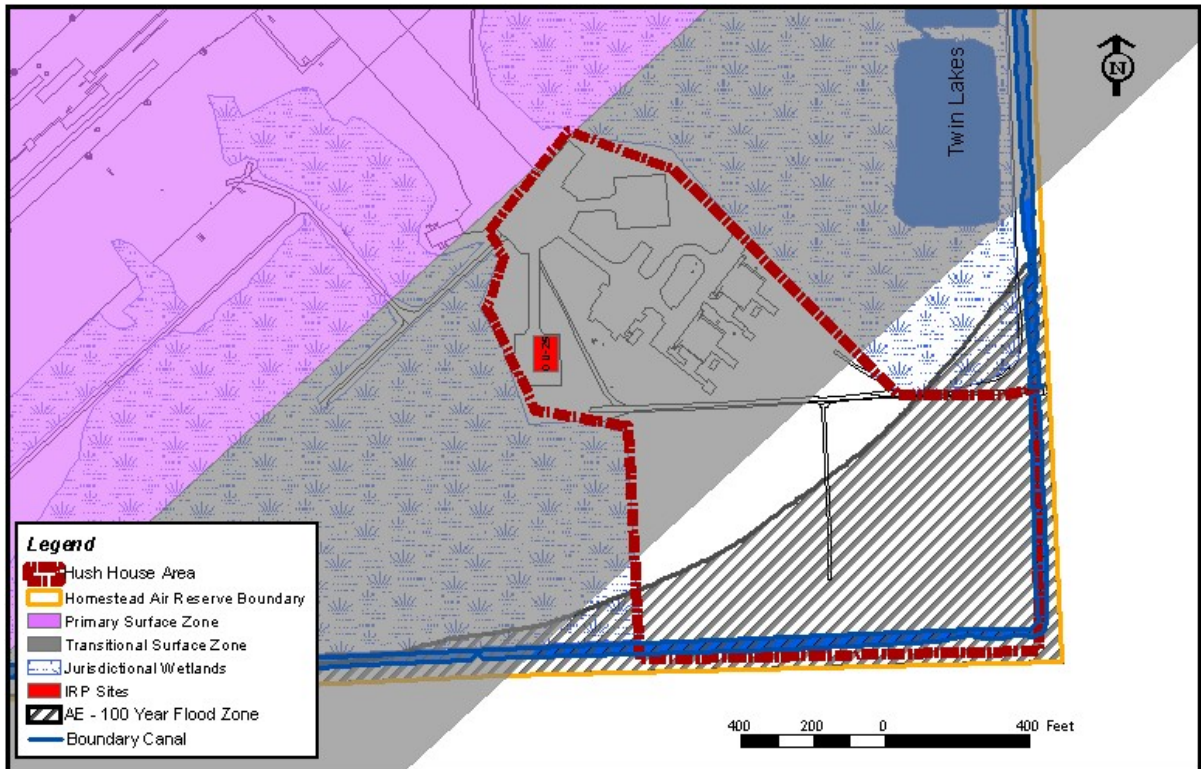 N
Twin Lakes
Legend
Hush House Area
Homestead Air Reserve Boundary
Primary Surface Zone
Transitional Surface Zone
Jurisdictional Wetlands
IRP Sites
AE - 100 Year Flood Zone
Boundary Canal
400 200 0 400 Feet